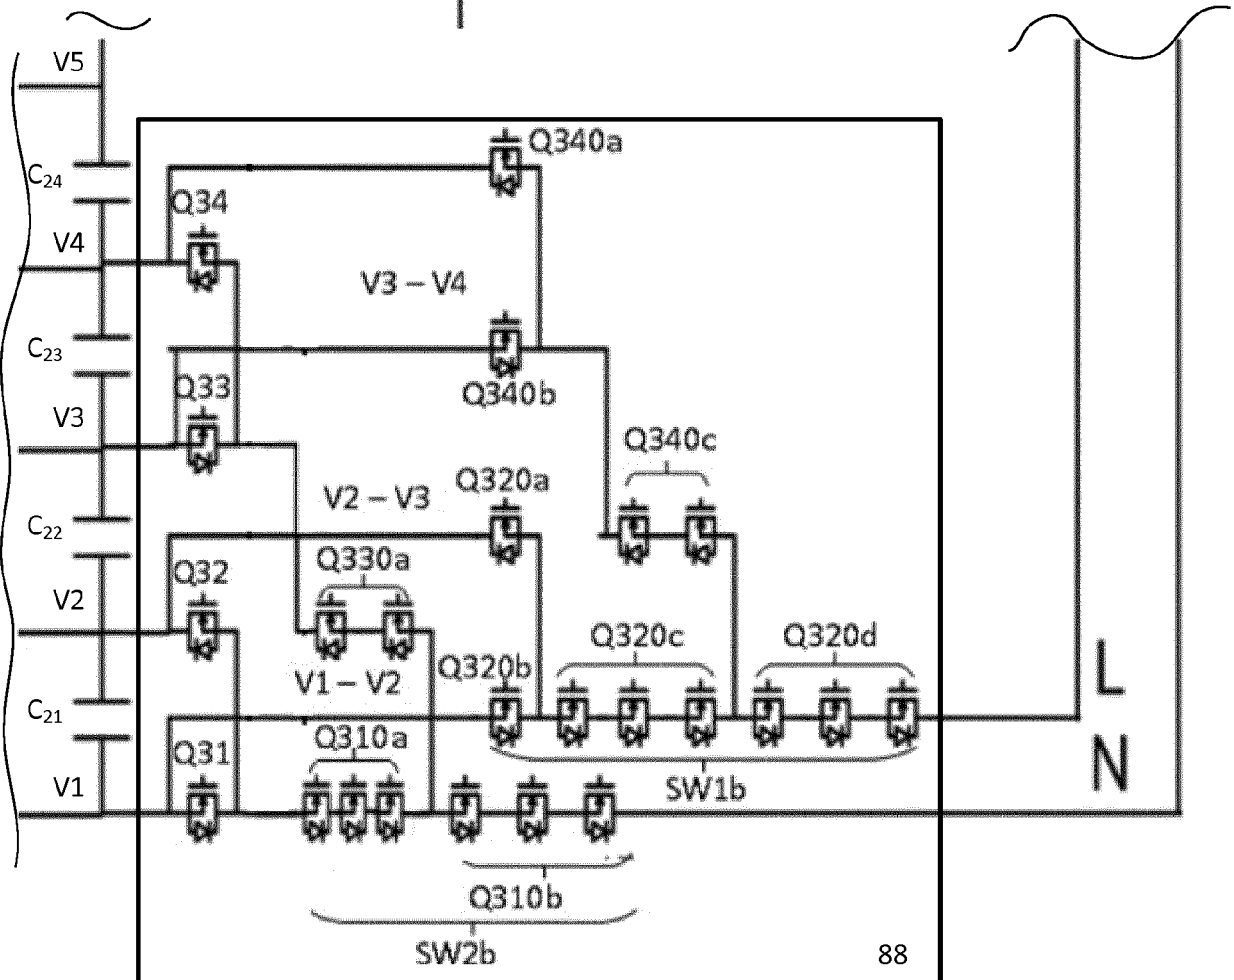 V5
Q340a
C24
Q34
V4
V3 – V4
C23
Q33
Q340b
V3
Q340c
Q320a
V2 – V3
C22
Q330a
Q32
V2
Q320c
Q320d
Q320b
V1 – V2
L
C21
Q310a
Q31
N
V1
SW1b
Q310b
SW2b
88